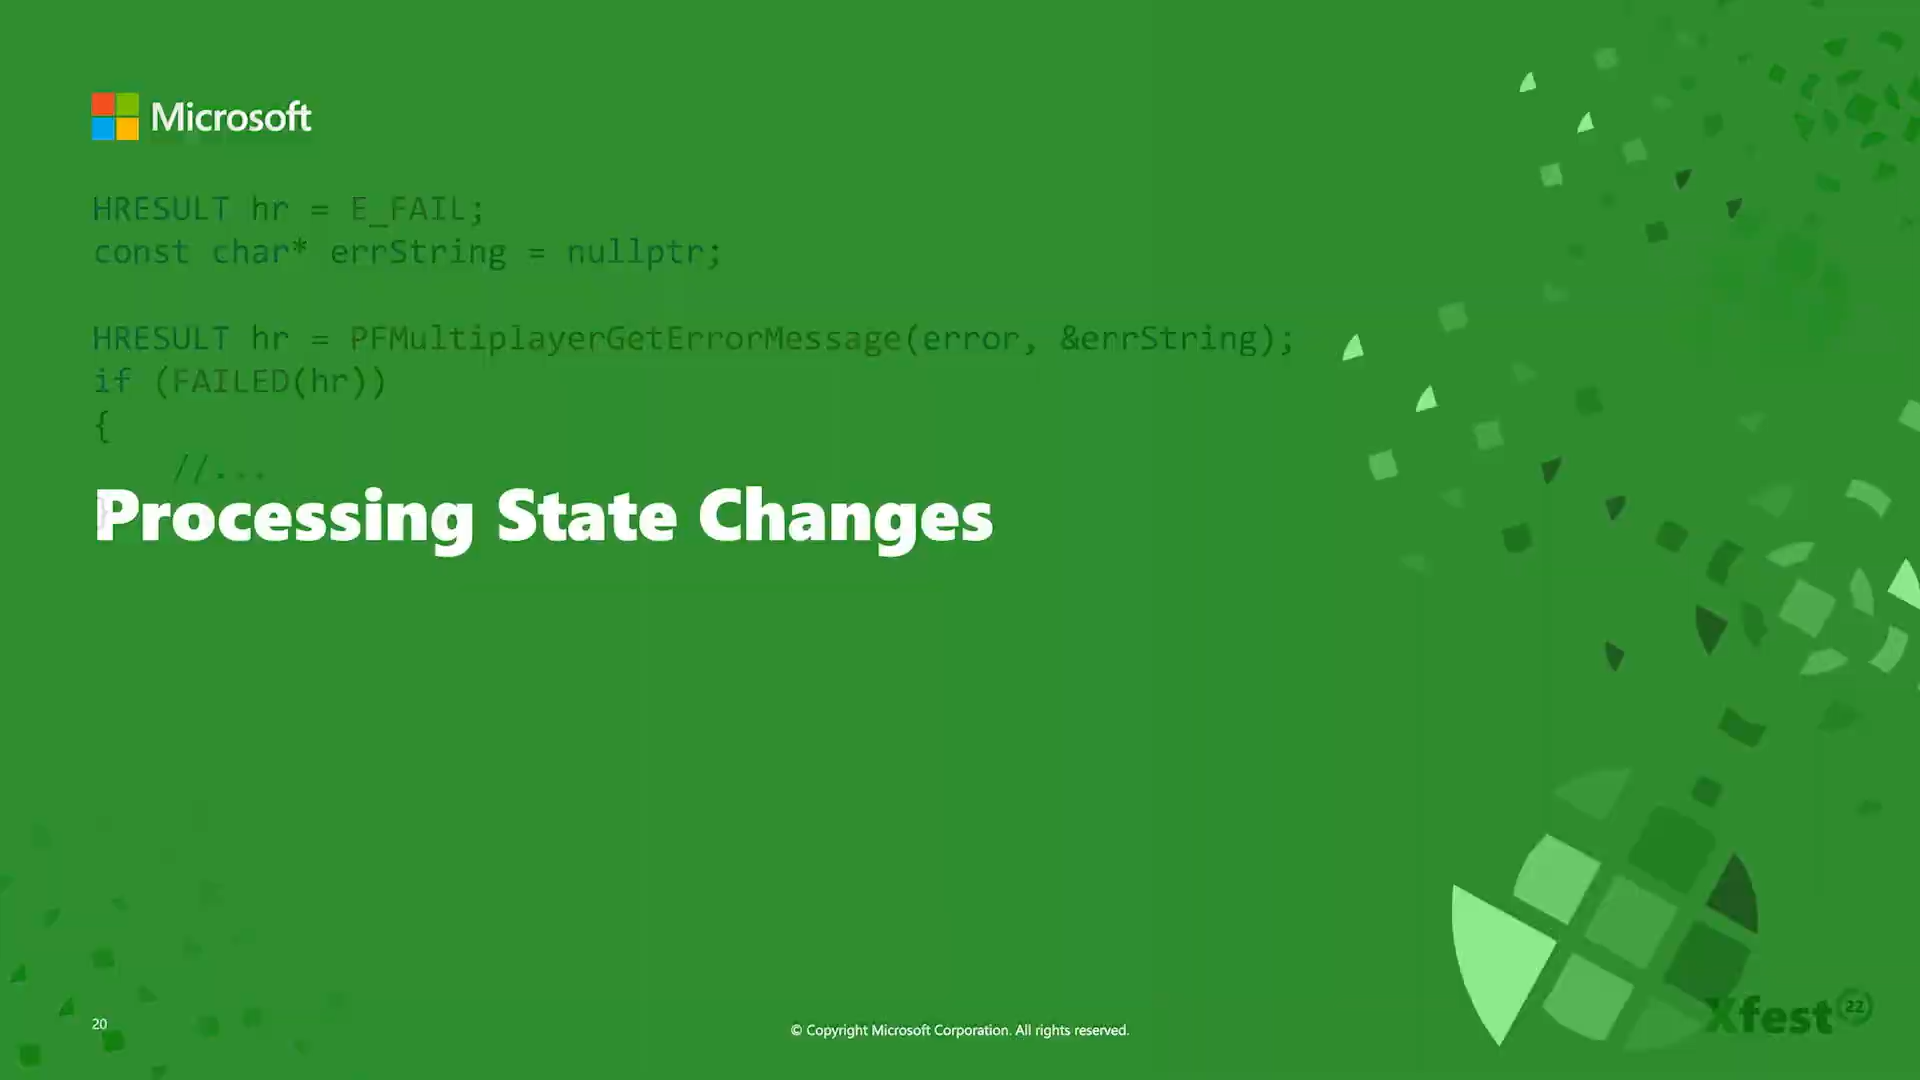 Microsoft
HRESULT hr = E_FAIL;
const char* errString = nullptr;
HRESULT hr = PFMultiplayerGetErrorMessage(error, &errString);
if (FAILED(hr))
{
//...
}
Processing State Changes
20
© Copyright Microsoft Corporation. All rights reserved.
Xfest 22